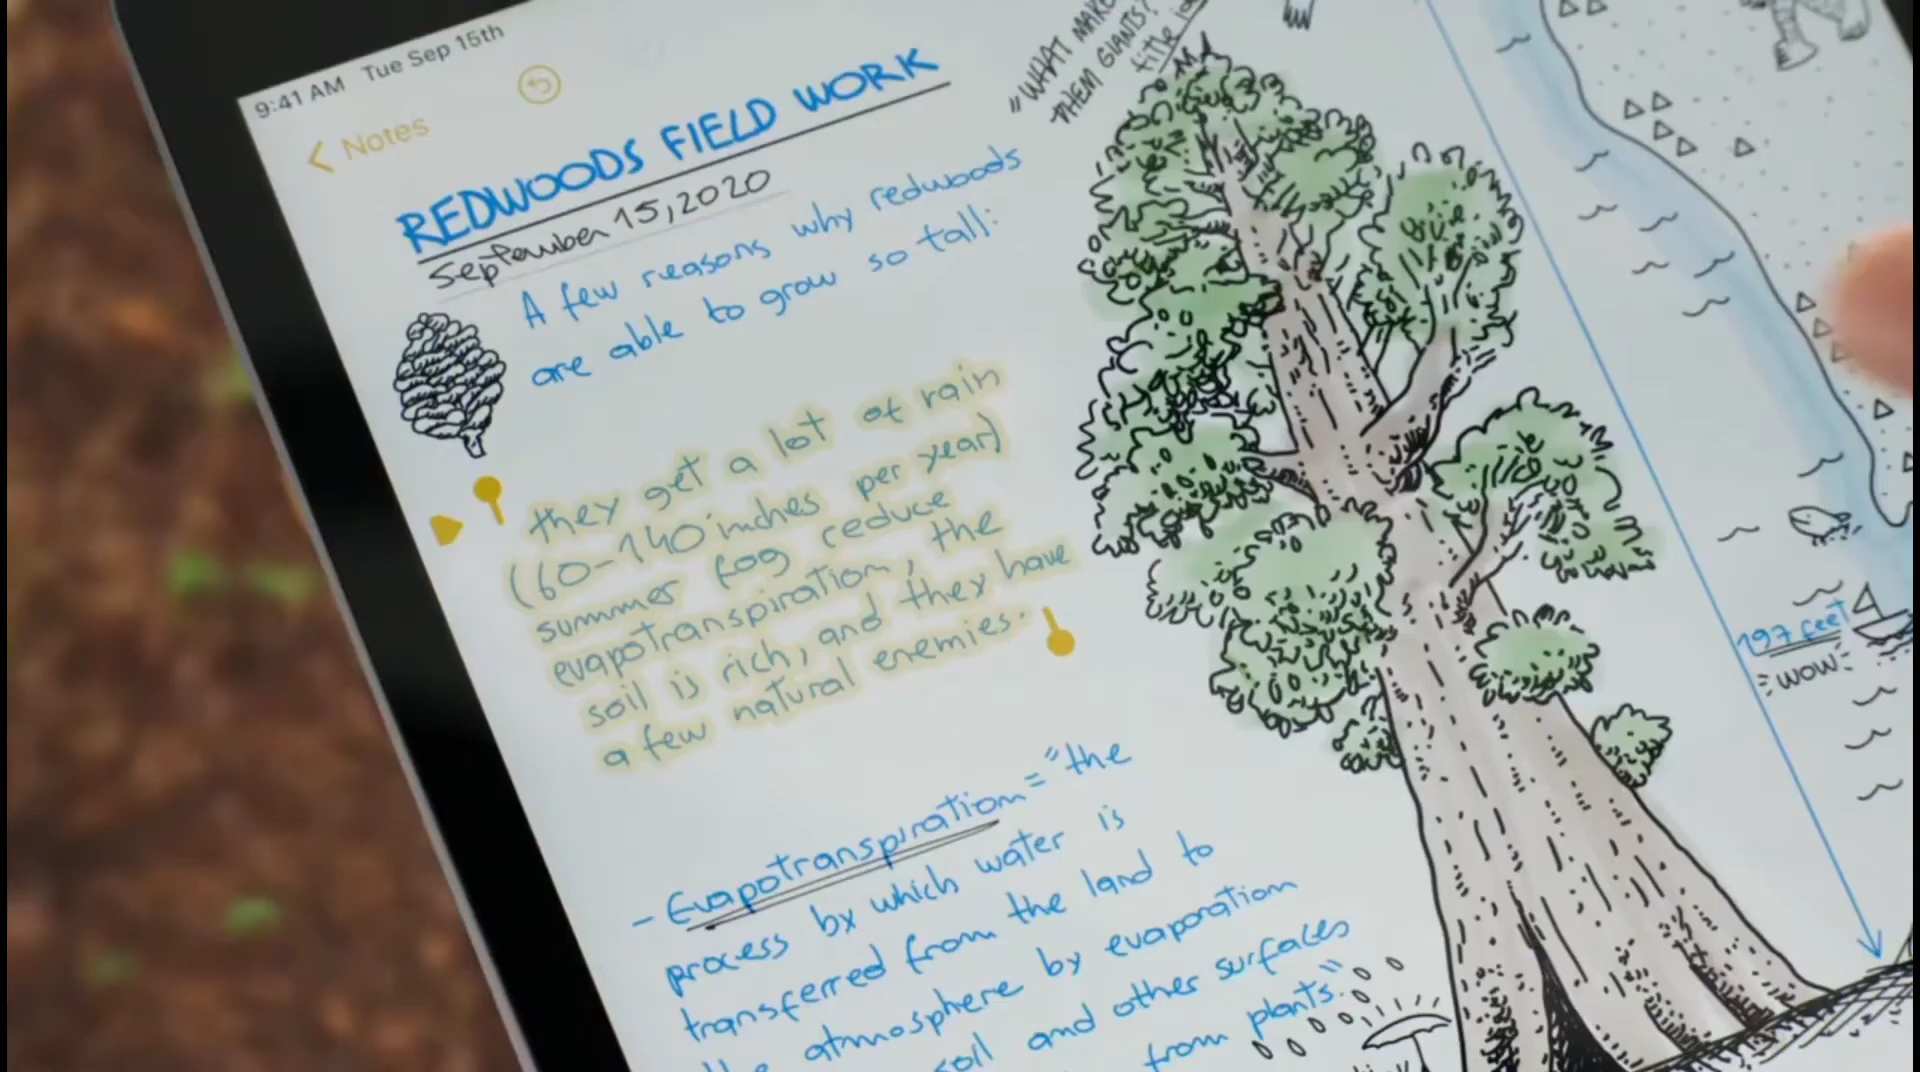 9:41 AM Tue Sep 15th
Notes
REDWOODS FIELD WORK
September 15, 2020
A few reasons why redwoods
are able to grow so tall:
they get a lot of rain
(60-140 inches per year)
summer fog reduce
evapotranspiration, the
soil is rich, and they have
a few natural enemies.
- Evapotranspiration = "the
process by which water is
transferred from the land to
the atmosphere by evaporation
soil and other surfaces
from plants."
"WHAT MAKE
THEM GIANTS?
title
197 feet
WOW